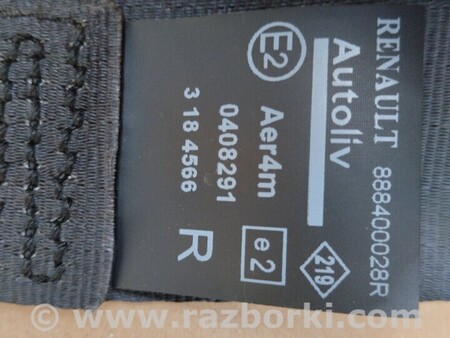 RENAULT 888400028R
Autoliv 219
E2 Aer4m e2
0408291
3 18 4566 R
www.razborki.com